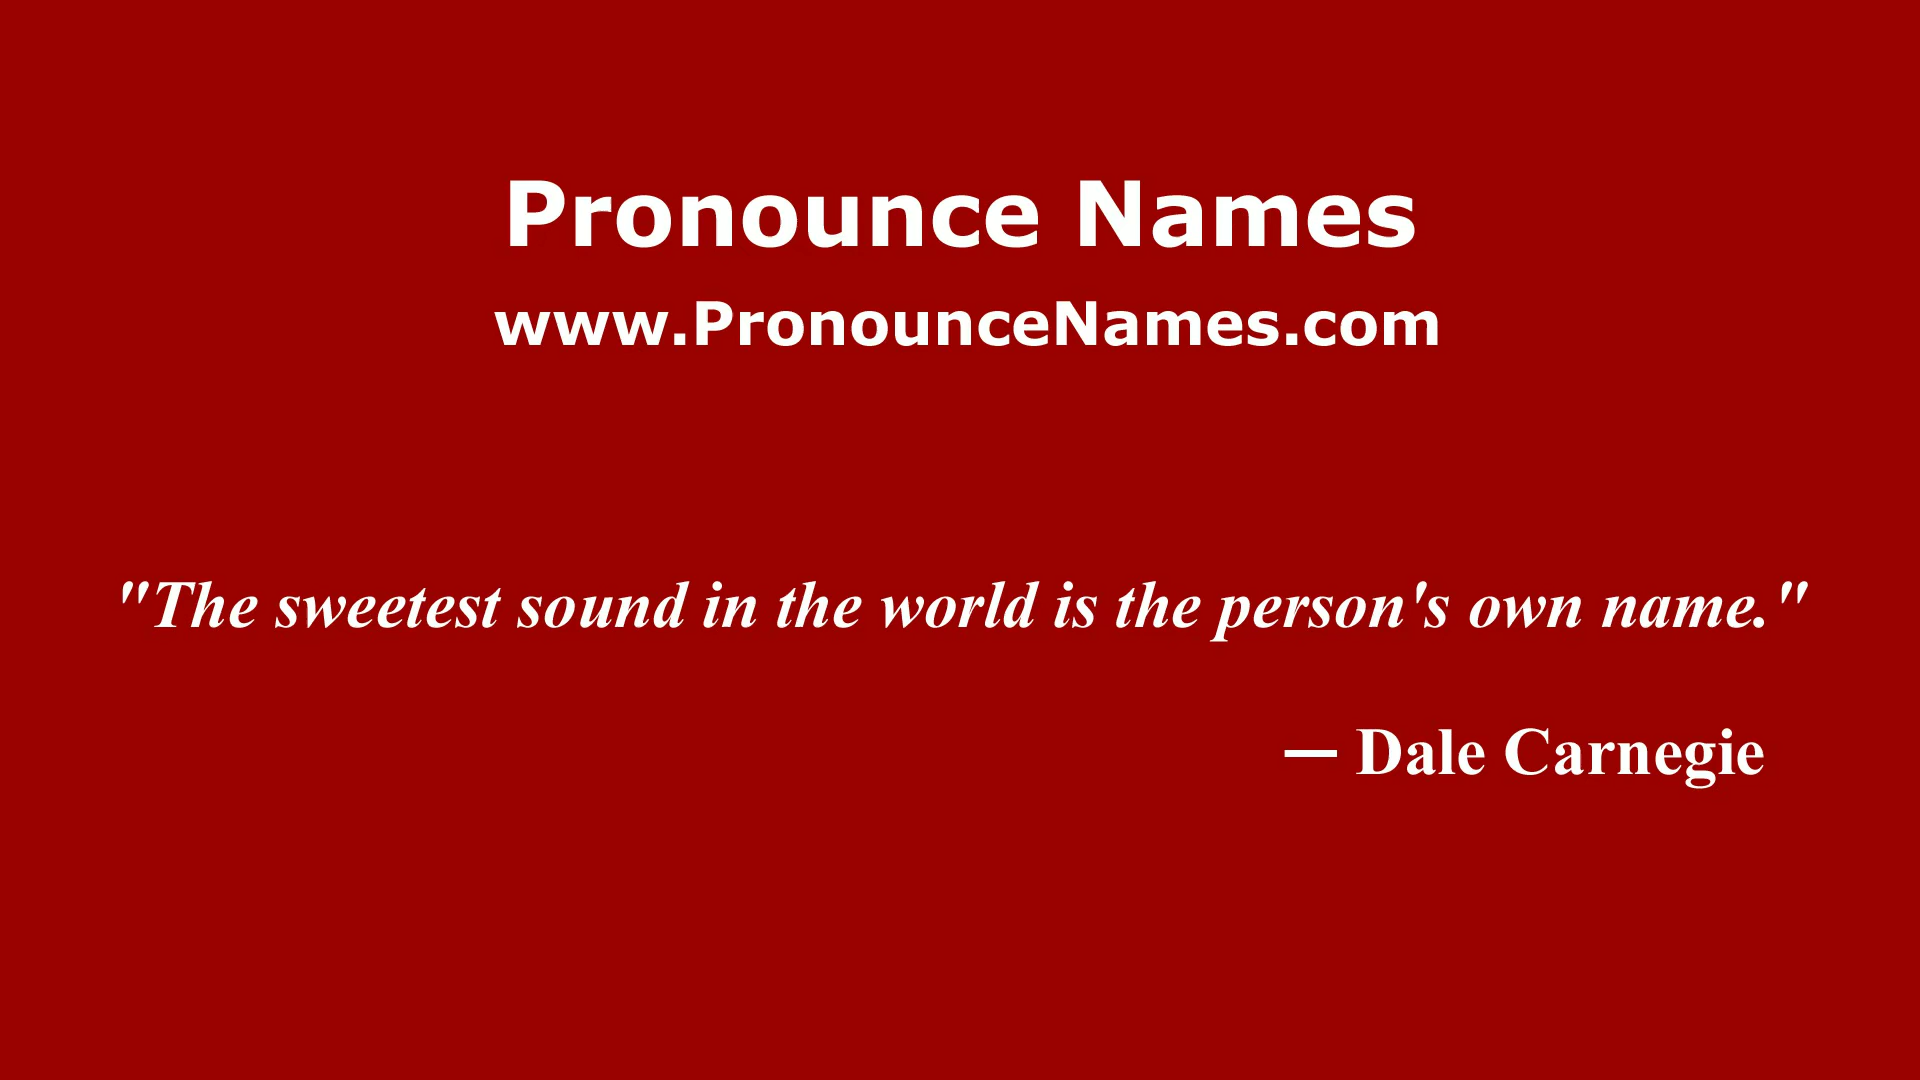 Pronounce Names
www.PronounceNames.com
"The sweetest sound in the world is the person's own name."
— Dale Carnegie